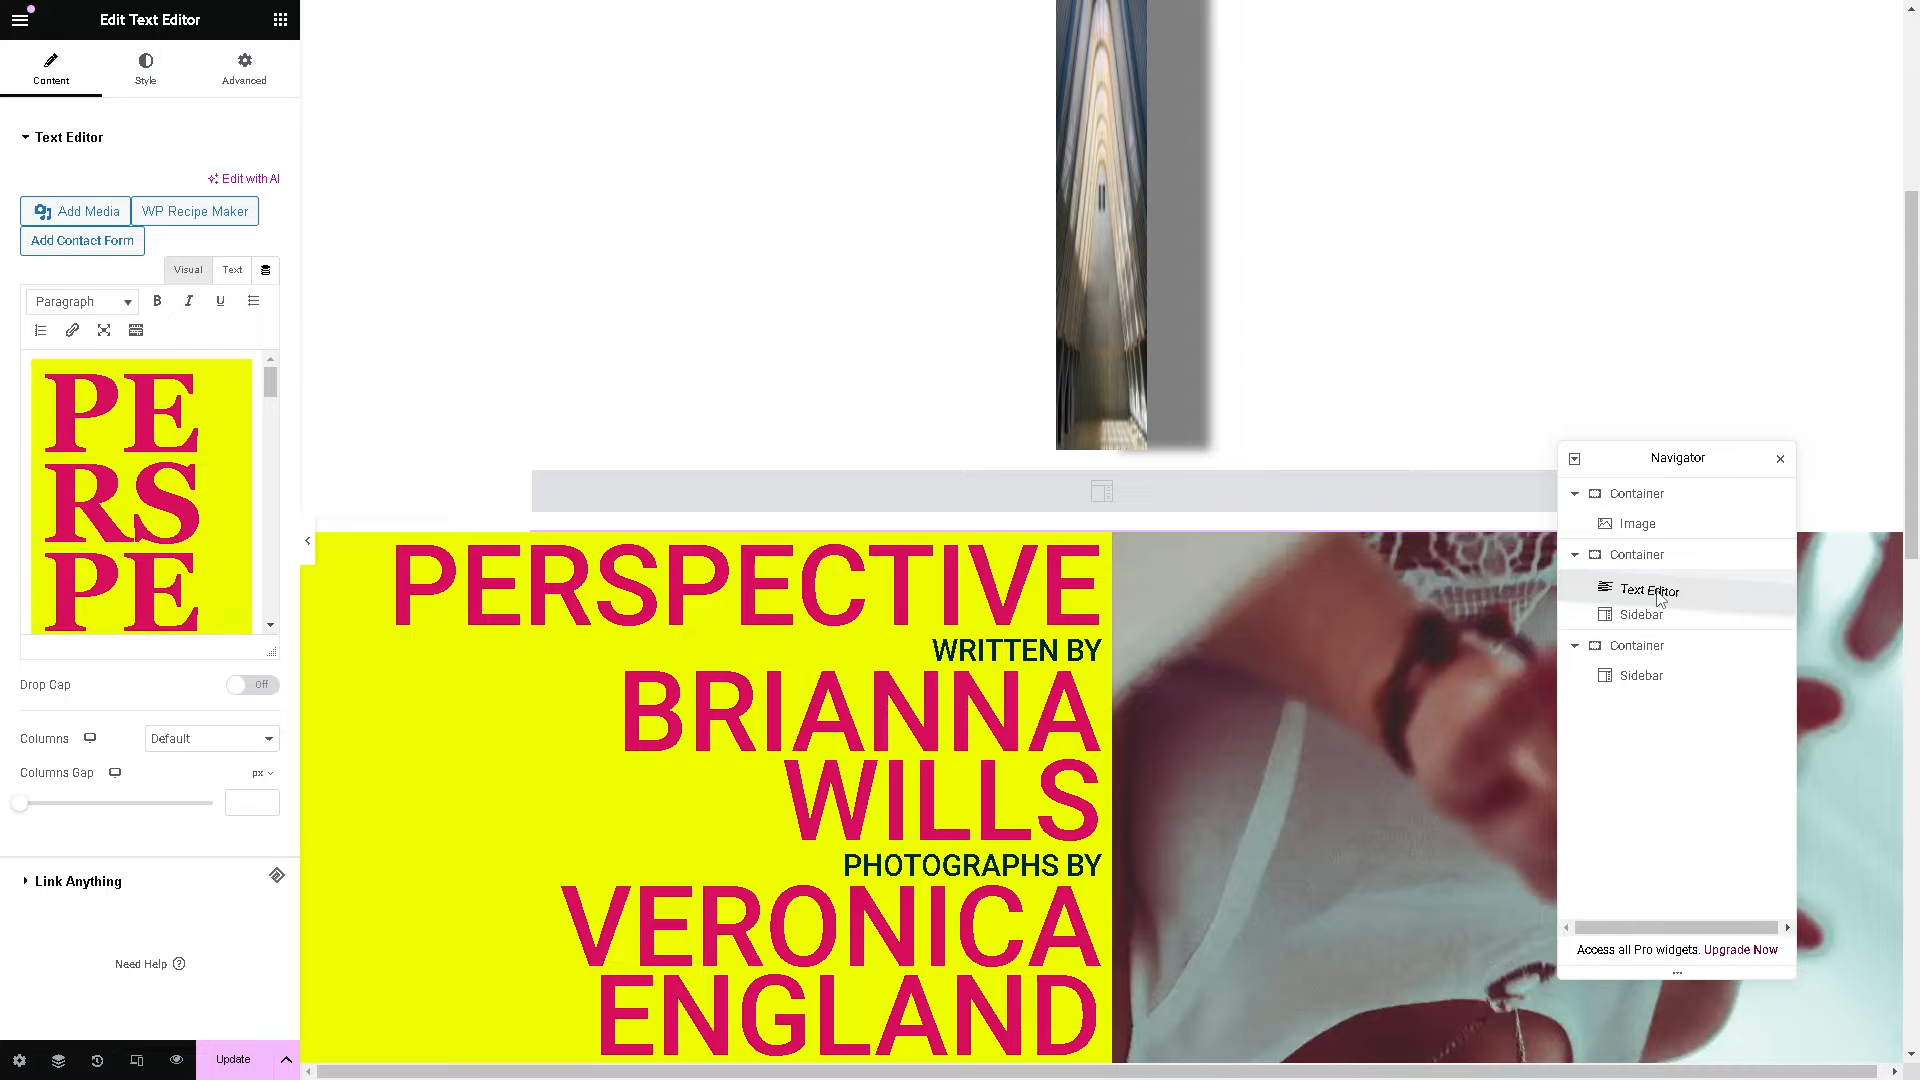 Edit Text Editor
Content
Style
Advanced
Text Editor
Edit with AI
Add Media
WP Recipe Maker
Add Contact Form
Visual
Text
Paragraph
B
I
U
PE
RS
PE
Drop Cap
Off
Columns
Default
Columns Gap
px
Link Anything
Need Help
Update
PERSPECTIVE
WRITTEN BY
BRIANNA
WILLS
PHOTOGRAPHS BY
VERONICA
ENGLAND
Navigator
Container
Image
Container
Text Editor
Sidebar
Container
Sidebar
Access all Pro widgets. Upgrade Now